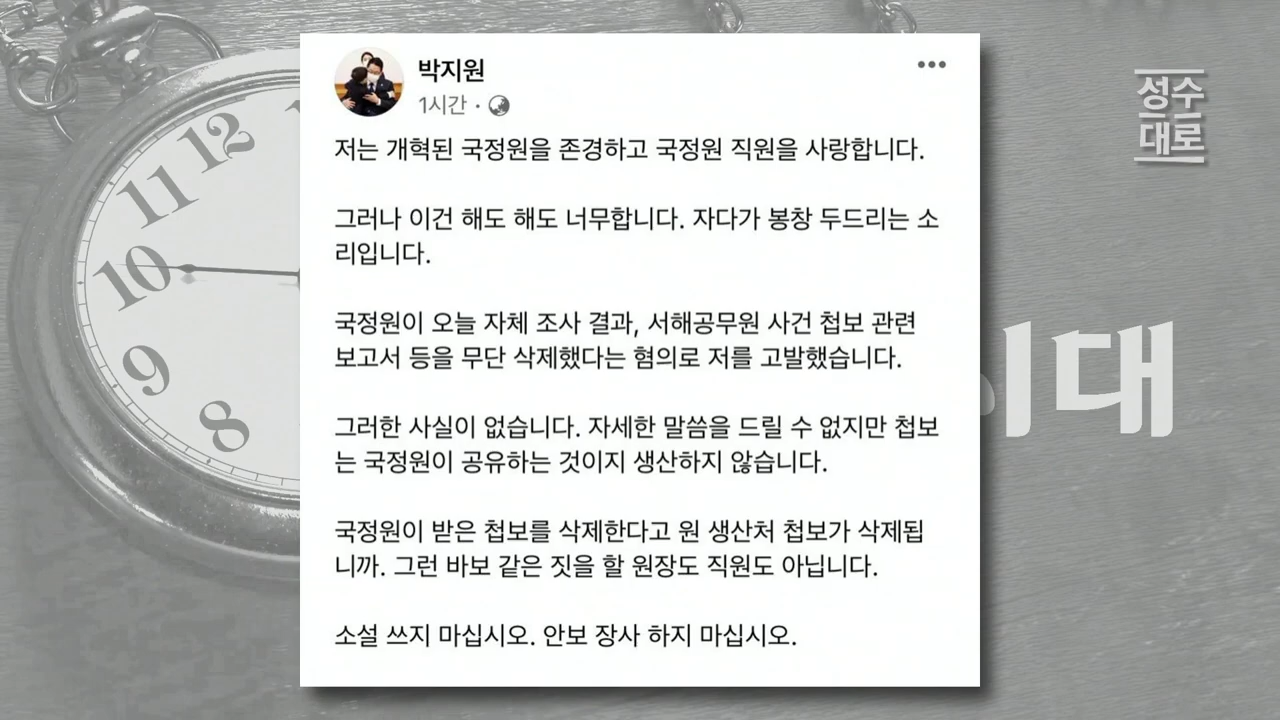 박지원
1시간 ·
저는 개혁된 국정원을 존경하고 국정원 직원을 사랑합니다.
그러나 이건 해도 해도 너무합니다. 자다가 봉창 두드리는 소
리입니다.
국정원이 오늘 자체 조사 결과, 서해공무원 사건 첩보 관련
보고서 등을 무단 삭제했다는 혐의로 저를 고발했습니다.
그러한 사실이 없습니다. 자세한 말씀을 드릴 수 없지만 첩보
는 국정원이 공유하는 것이지 생산하지 않습니다.
국정원이 받은 첩보를 삭제한다고 원 생산처 첩보가 삭제됩
니까. 그런 바보 같은 짓을 할 원장도 직원도 아닙니다.
소설 쓰지 마십시오. 안보 장사 하지 마십시오.
성수
대로
12
11
10
9
8
대